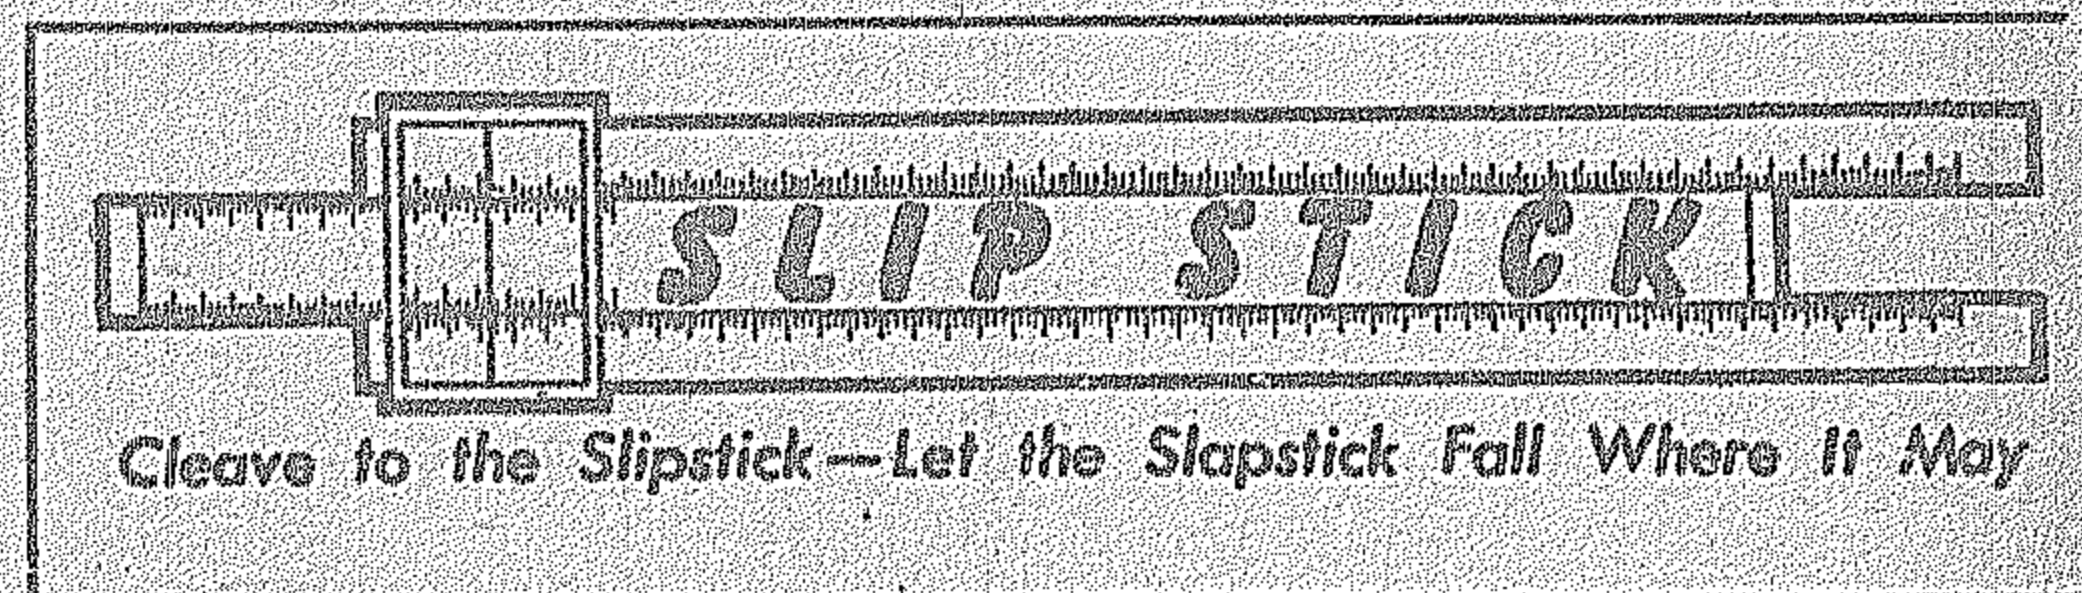 SLIP STICK
Cleave to the Slipstick—Let the Slapstick Fall Where It May